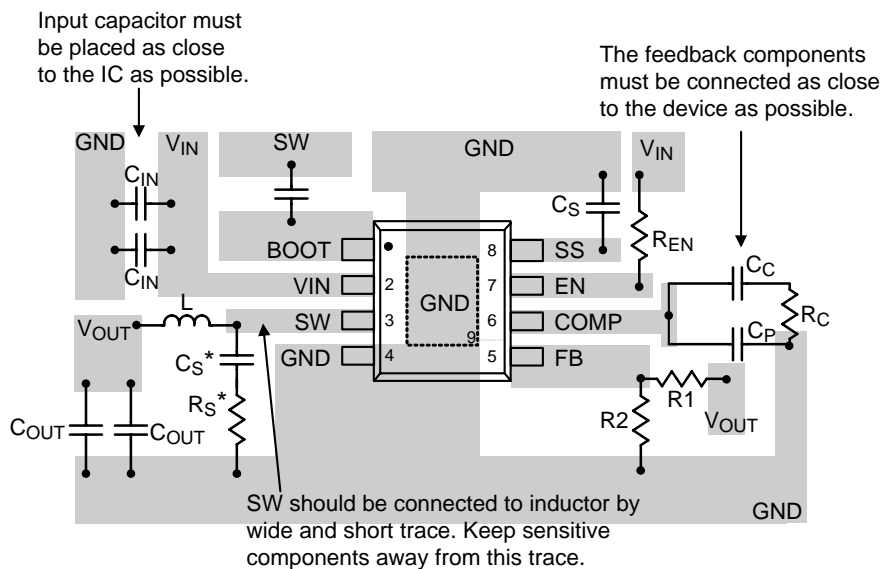 Input capacitor must
be placed as close
to the IC as possible.
The feedback components
must be connected as close
to the device as possible.
GND
VIN
SW
GND
VIN
CIN
CS
REN
CIN
BOOT
8
SS
VIN
2
GND
7
EN
CC
L
SW
3
6
COMP
RC
VOUT
9
CP
GND
4
5
FB
CS*
R1
RS*
R2
VOUT
COUT
COUT
SW should be connected to inductor by
wide and short trace. Keep sensitive
components away from this trace.
GND